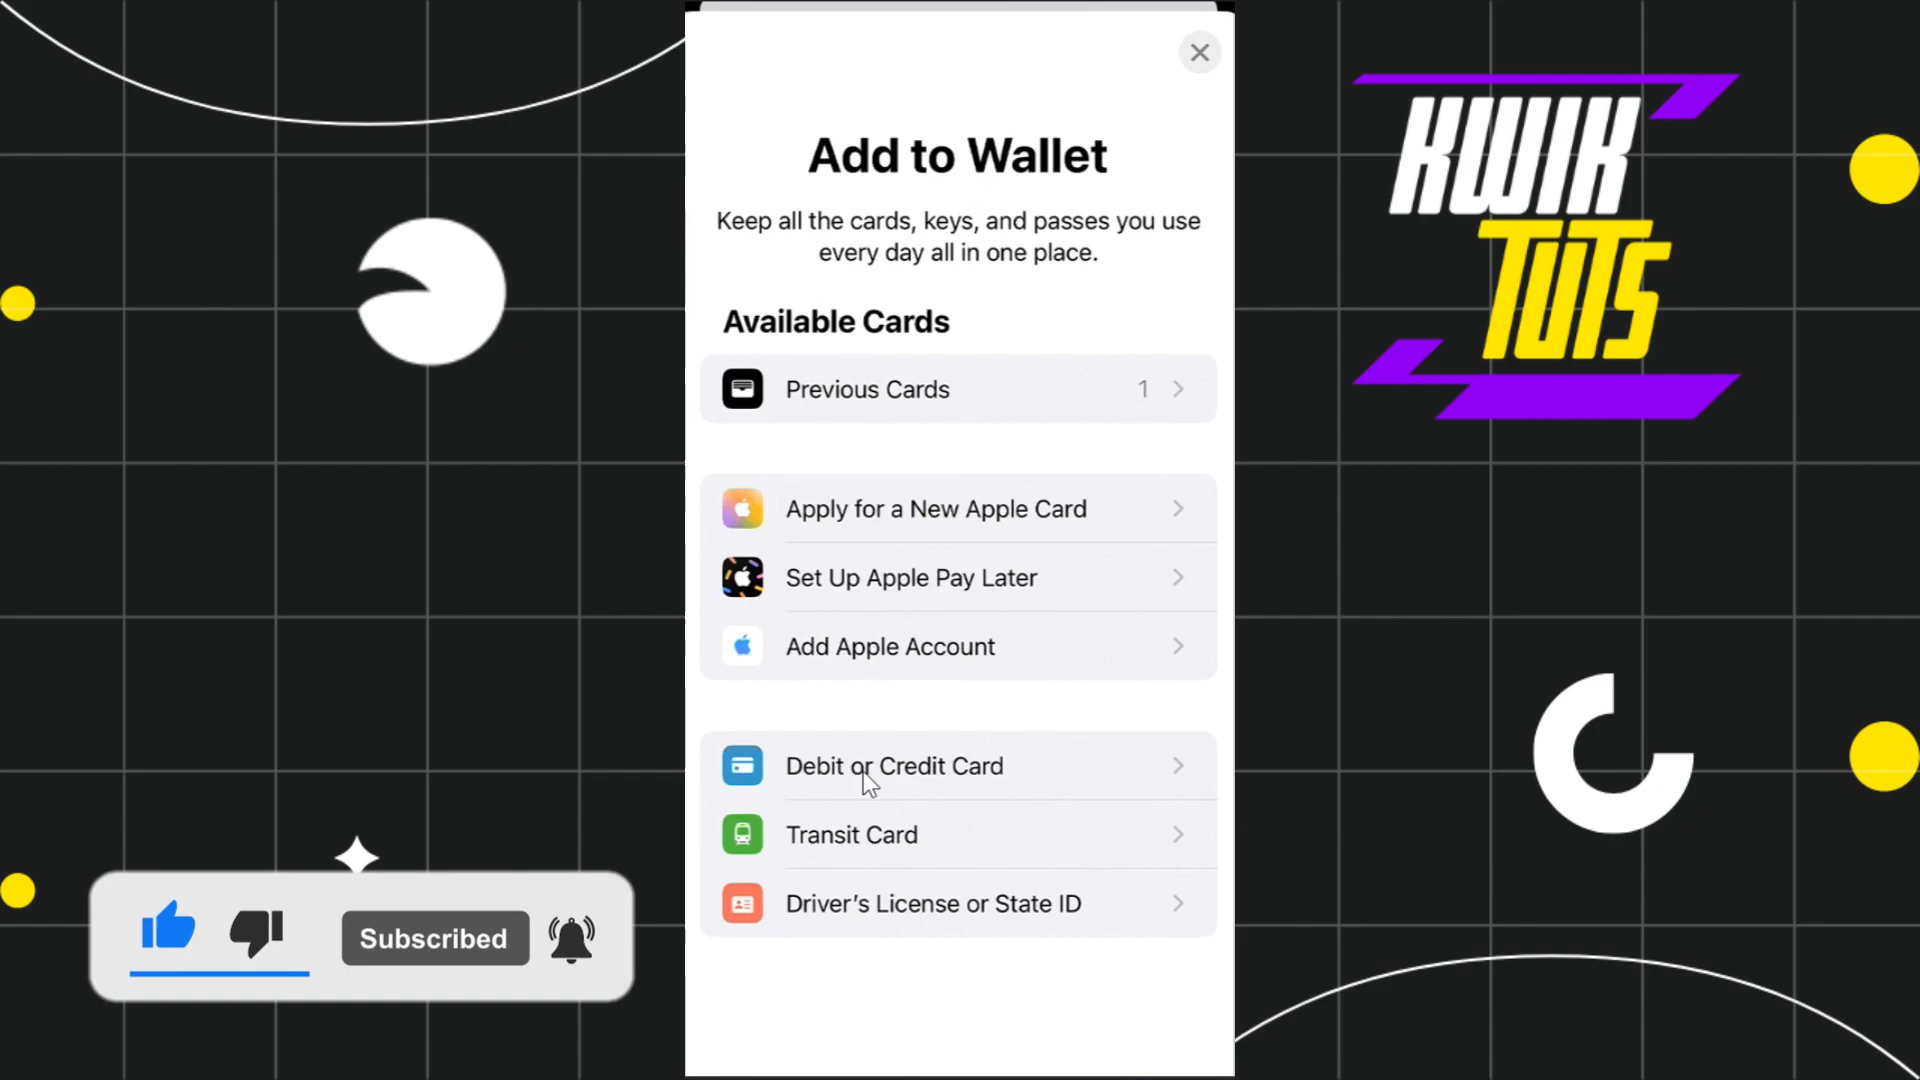 Add to Wallet
Keep all the cards, keys, and passes you use
every day all in one place.
Available Cards
Previous Cards 1
Apply for a New Apple Card
Set Up Apple Pay Later
Add Apple Account
Debit or Credit Card
Transit Card
Driver’s License or State ID
Subscribed
KWIK
TUTS